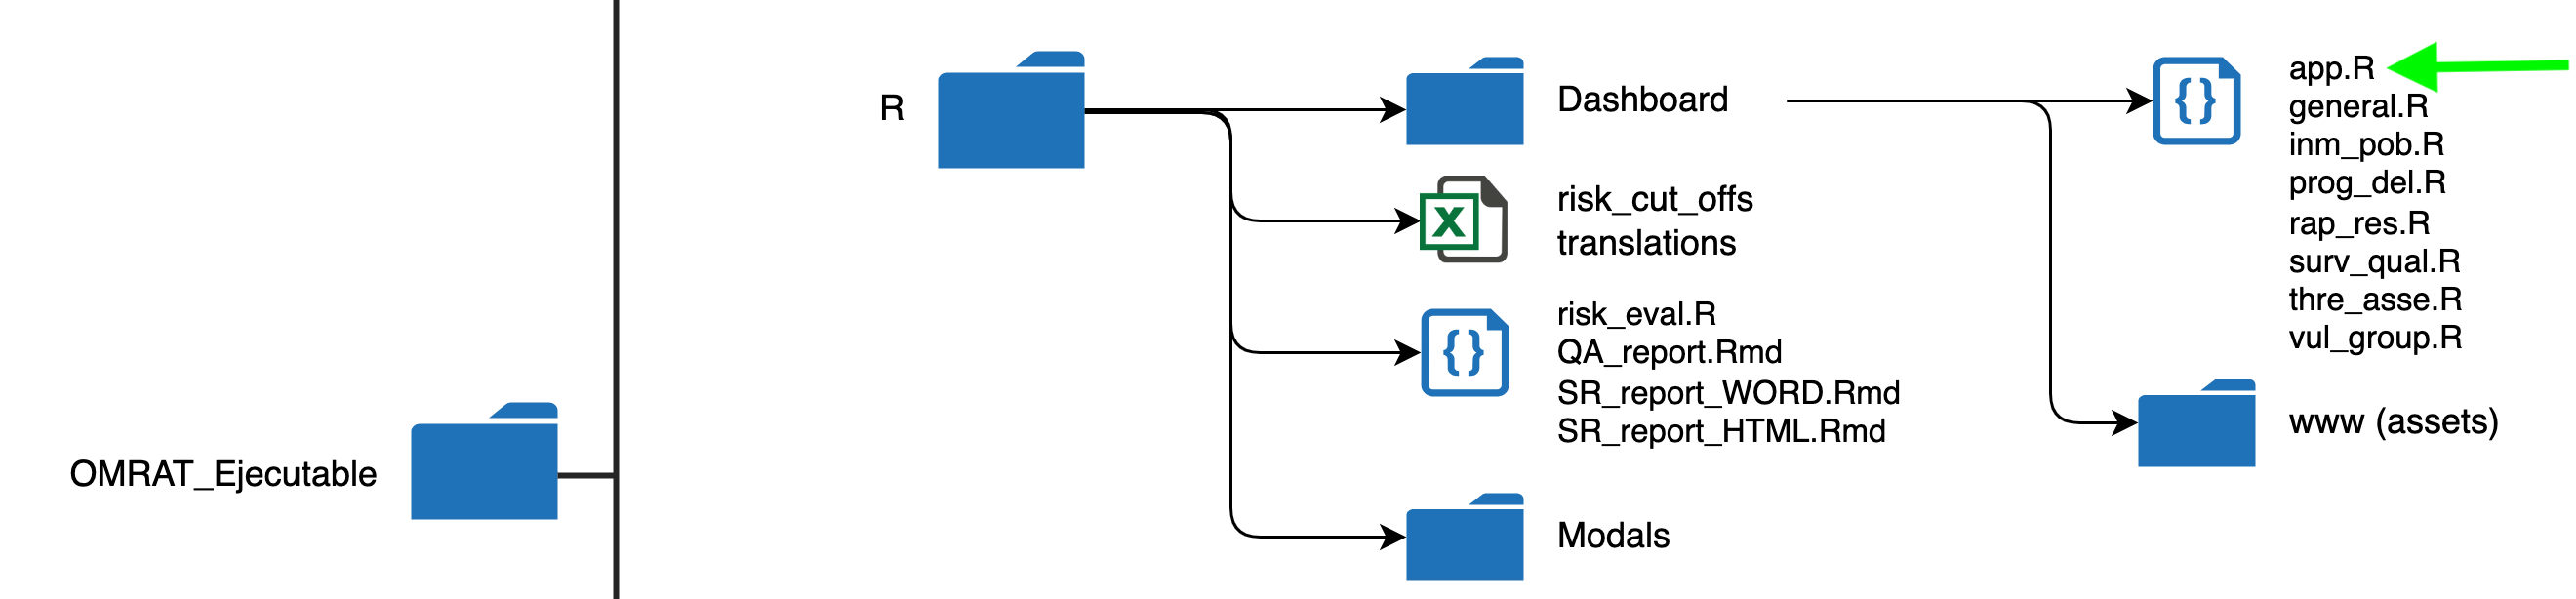 OMRAT_Ejecutable
R
Dashboard
risk_cut_offs
translations
risk_eval.R
QA_report.Rmd
SR_report_WORD.Rmd
SR_report_HTML.Rmd
Modals
app.R
general.R
inm_pob.R
prog_del.R
rap_res.R
surv_qual.R
thre_asse.R
vul_group.R
www (assets)